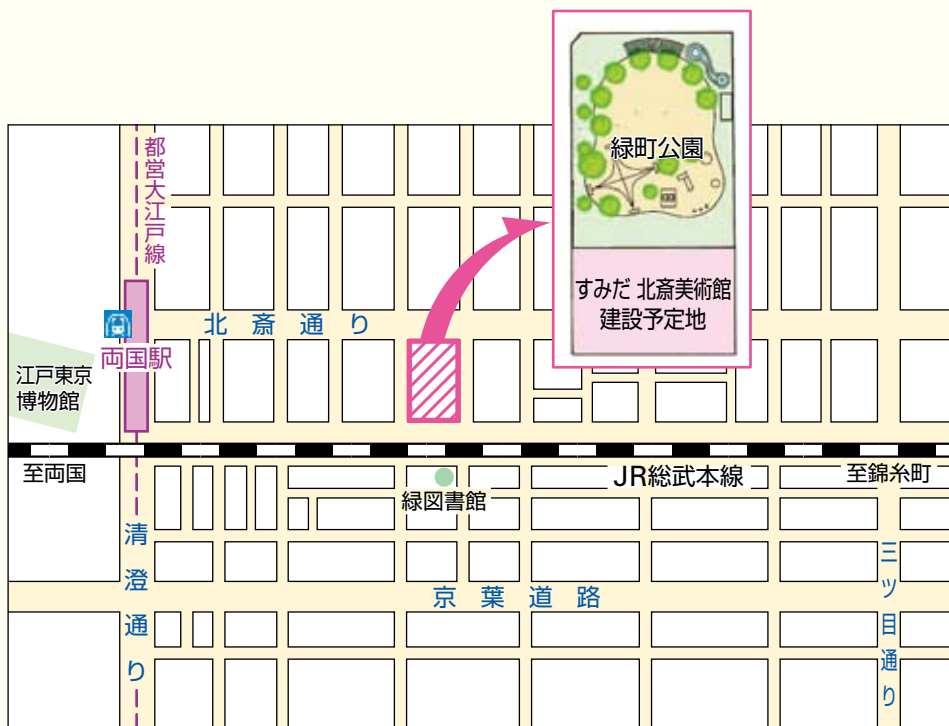 都営大江戸線
緑町公園
すみだ 北斎美術館
建設予定地
北斎通り
両国駅
江戸東京
博物館
至両国
JR総武本線
至錦糸町
緑図書館
清澄通り
京葉道路
三ツ目通り